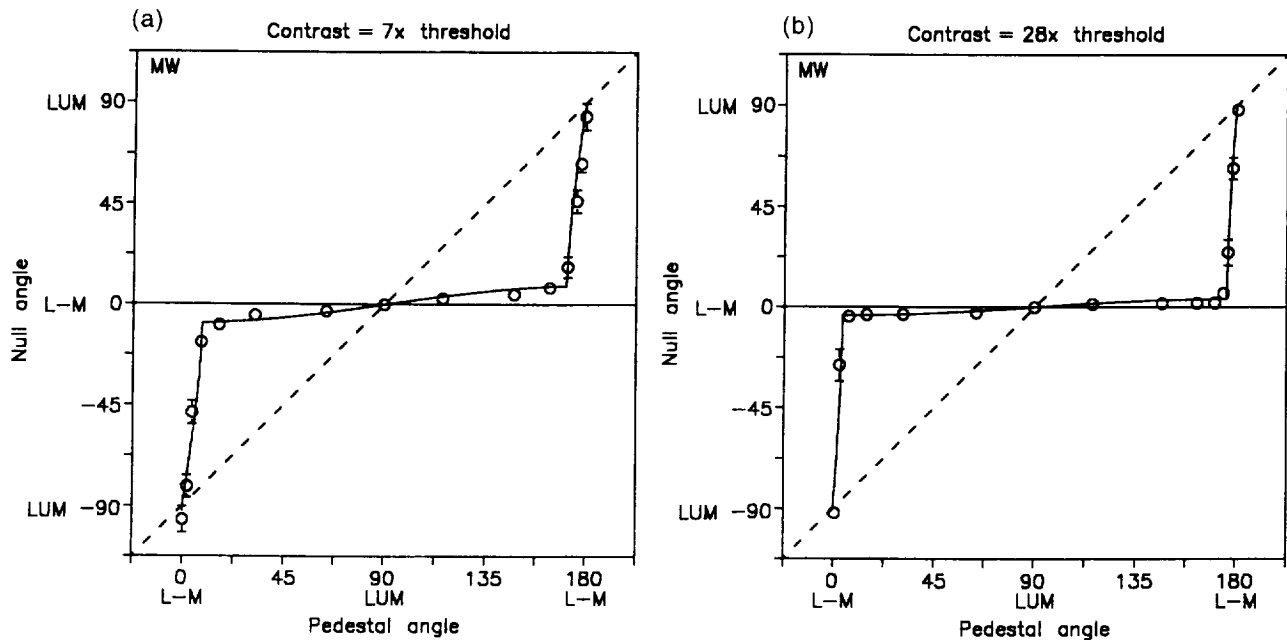 (a)
Contrast = 7x threshold
MW
LUM 90
45
L-M 0
-45
LUM -90
Null angle
0 45 90 135 180
L-M LUM L-M
Pedestal angle
(b)
Contrast = 28x threshold
MW
LUM 90
45
L-M 0
-45
LUM -90
Null angle
0 45 90 135 180
L-M LUM L-M
Pedestal angle